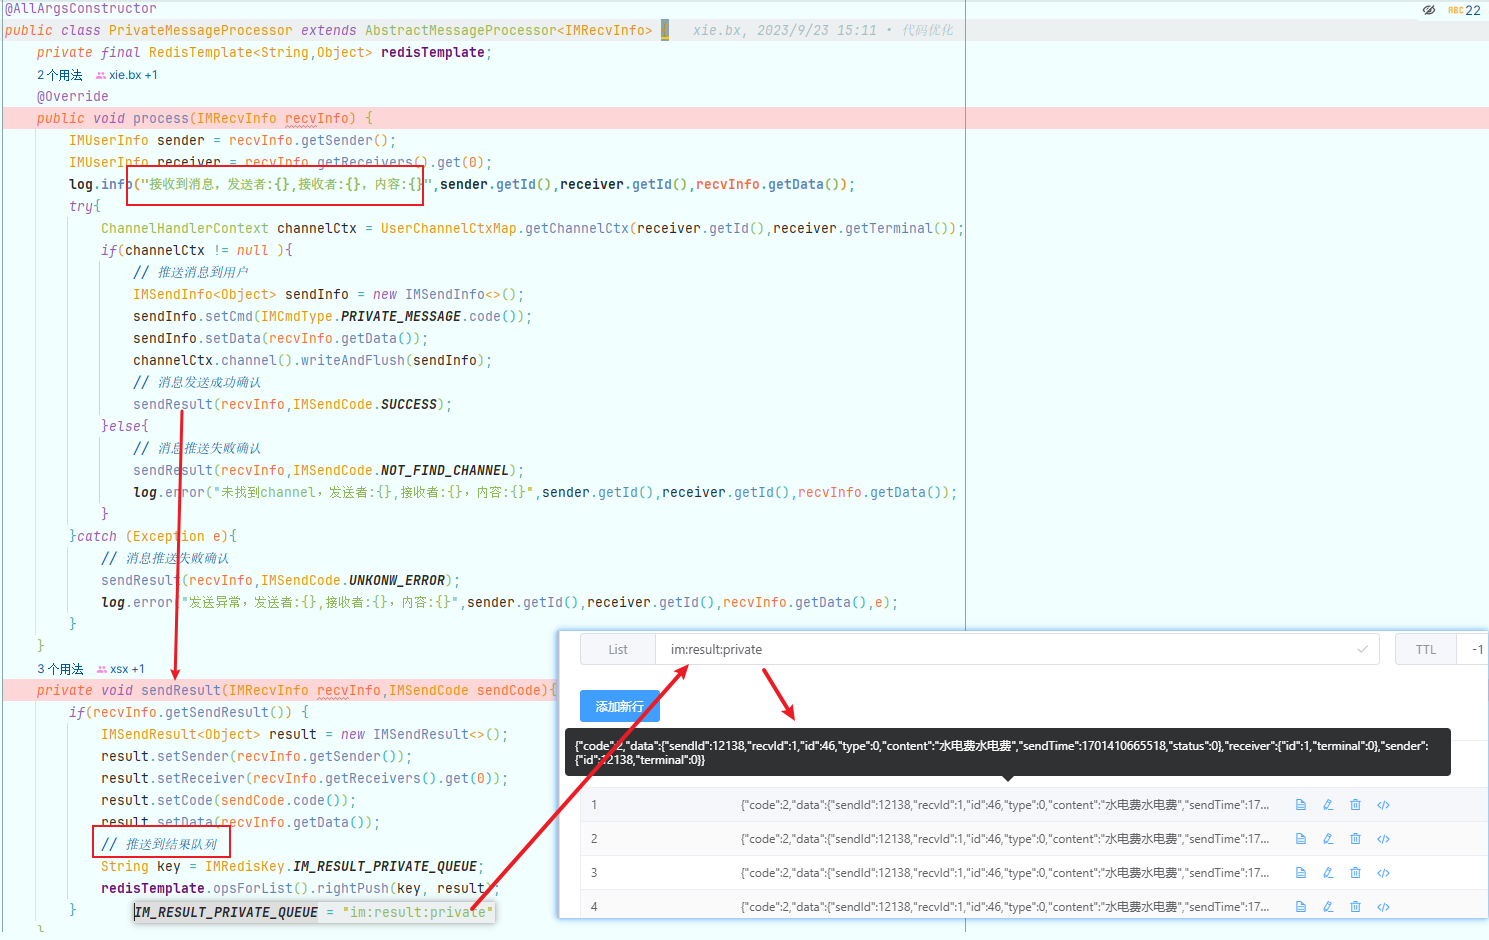 @AllArgsConstructor
ABC 22
public class PrivateMessageProcessor extends AbstractMessageProcessor<IMRecvInfo> { xie.bx, 2023/9/23 15:11 • 代码优化
private final RedisTemplate<String,Object> redisTemplate;
2 个用法 xie.bx +1
@Override
public void process(IMRecvInfo recvInfo) {
IMUserInfo sender = recvInfo.getSender();
IMUserInfo receiver = recvInfo.getReceivers().get(0);
log.info("接收到消息，发送者:{},接收者:{}，内容:{}",sender.getId(),receiver.getId(),recvInfo.getData());
try{
ChannelHandlerContext channelCtx = UserChannelCtxMap.getChannelCtx(receiver.getId(),receiver.getTerminal());
if(channelCtx != null ){
// 推送消息到用户
IMSendInfo<Object> sendInfo = new IMSendInfo<>();
sendInfo.setCmd(IMCmdType.PRIVATE_MESSAGE.code());
sendInfo.setData(recvInfo.getData());
channelCtx.channel().writeAndFlush(sendInfo);
// 消息发送成功确认
sendResult(recvInfo,IMSendCode.SUCCESS);
}else{
// 消息推送失败确认
sendResult(recvInfo,IMSendCode.NOT_FIND_CHANNEL);
log.error("未找到channel，发送者:{},接收者:{}，内容:{}",sender.getId(),receiver.getId(),recvInfo.getData());
}
}catch (Exception e){
// 消息推送失败确认
sendResult(recvInfo,IMSendCode.UNKONW_ERROR);
log.error("发送异常，发送者:{},接收者:{}，内容:{}",sender.getId(),receiver.getId(),recvInfo.getData(),e);
}
}
3 个用法 xsx +1
private void sendResult(IMRecvInfo recvInfo,IMSendCode sendCode){
if(recvInfo.getSendResult()) {
IMSendResult<Object> result = new IMSendResult<>();
result.setSender(recvInfo.getSender());
result.setReceiver(recvInfo.getReceivers().get(0));
result.setCode(sendCode.code());
result.setData(recvInfo.getData());
// 推送到结果队列
String key = IMRedisKey.IM_RESULT_PRIVATE_QUEUE;
redisTemplate.opsForList().rightPush(key, result);
}
IM_RESULT_PRIVATE_QUEUE = "im:result:private"
}
List im:result:private TTL -1
添加新行
{"code":2,"data":{"sendId":12138,"recvId":1,"id":46,"type":0,"content":"水电费水电费","sendTime":1701410665518,"status":0},"receiver":{"id":1,"terminal":0},"sender":
{"id":12138,"terminal":0}}
1 {"code":2,"data":{"sendId":12138,"recvId":1,"id":46,"type":0,"content":"水电费水电费","sendTime":17...
2 {"code":2,"data":{"sendId":12138,"recvId":1,"id":46,"type":0,"content":"水电费水电费","sendTime":17...
3 {"code":2,"data":{"sendId":12138,"recvId":1,"id":46,"type":0,"content":"水电费水电费","sendTime":17...
4 {"code":2,"data":{"sendId":12138,"recvId":1,"id":46,"type":0,"content":"水电费水电费","sendTime":17...